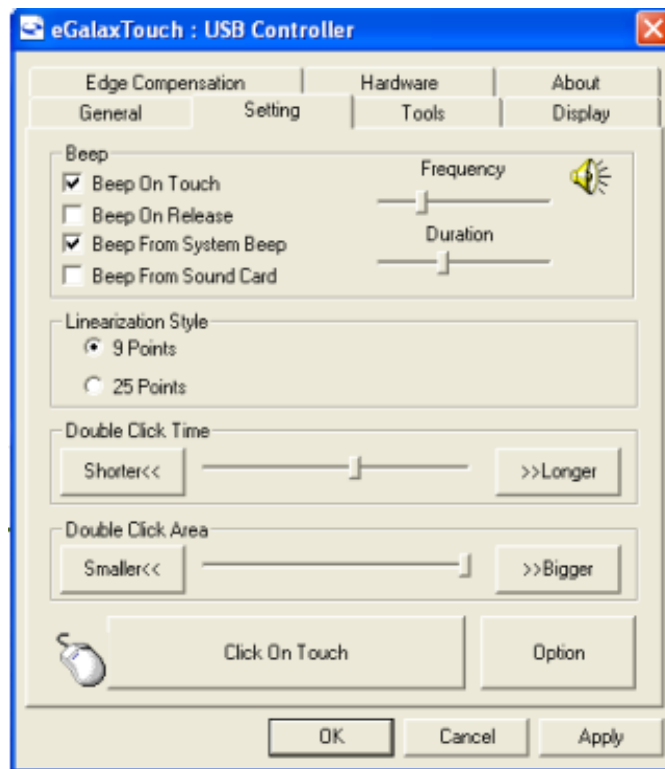 eGalaxTouch : USB Controller
Edge Compensation Hardware About
General Setting Tools Display
Beep
Beep On Touch
Frequency
Beep On Release
Beep From System Beep
Duration
Beep From Sound Card
Linearization Style
9 Points
25 Points
Double Click Time
Shorter<< >>Longer
Double Click Area
Smaller<< >>Bigger
Click On Touch Option
OK Cancel Apply